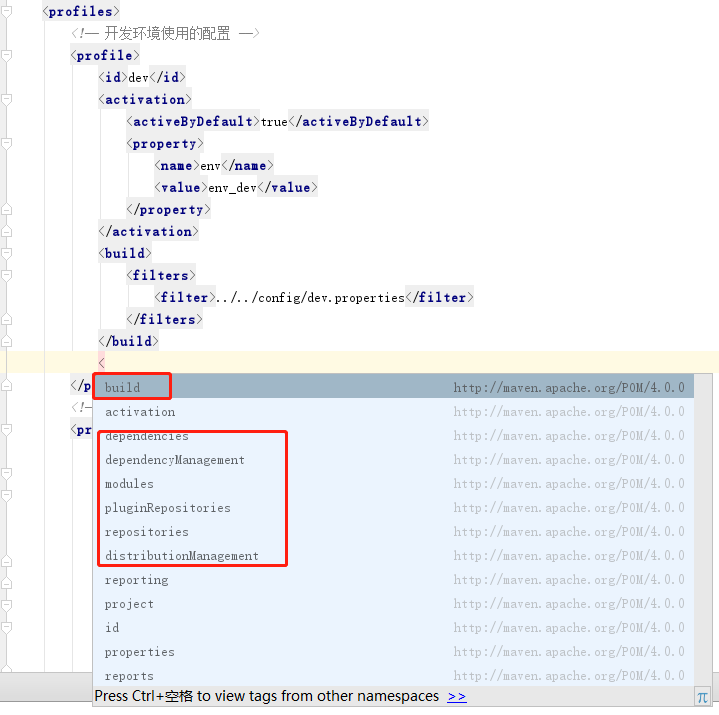 <profiles>
<!— 开发环境使用的配置 —>
<profile>
<id>dev</id>
<activation>
<activeByDefault>true</activeByDefault>
<property>
<name>env</name>
<value>env_dev</value>
</property>
</activation>
<build>
<filters>
<filter>../../config/dev.properties</filter>
</filters>
</build>
<
</p
build http://maven.apache.org/POM/4.0.0
activation http://maven.apache.org/POM/4.0.0
<!—
dependencies http://maven.apache.org/POM/4.0.0
<pr
dependencyManagement http://maven.apache.org/POM/4.0.0
modules http://maven.apache.org/POM/4.0.0
pluginRepositories http://maven.apache.org/POM/4.0.0
repositories http://maven.apache.org/POM/4.0.0
distributionManagement http://maven.apache.org/POM/4.0.0
reporting http://maven.apache.org/POM/4.0.0
project http://maven.apache.org/POM/4.0.0
id http://maven.apache.org/POM/4.0.0
properties http://maven.apache.org/POM/4.0.0
reports http://maven.apache.org/POM/4.0.0
Press Ctrl+空格 to view tags from other namespaces >> π